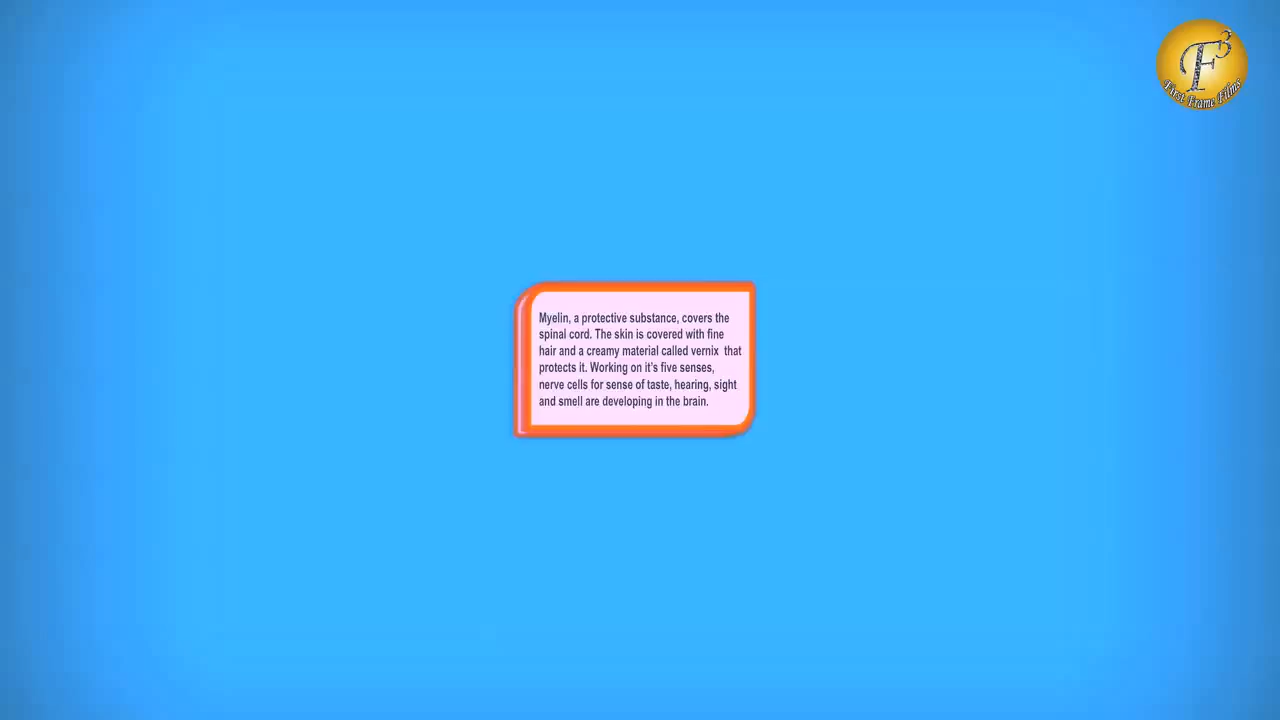 F3
First Frame Films
Myelin, a protective substance, covers the
spinal cord. The skin is covered with fine
hair and a creamy material called vernix  that
protects it. Working on it's five senses,
nerve cells for sense of taste, hearing, sight
and smell are developing in the brain.